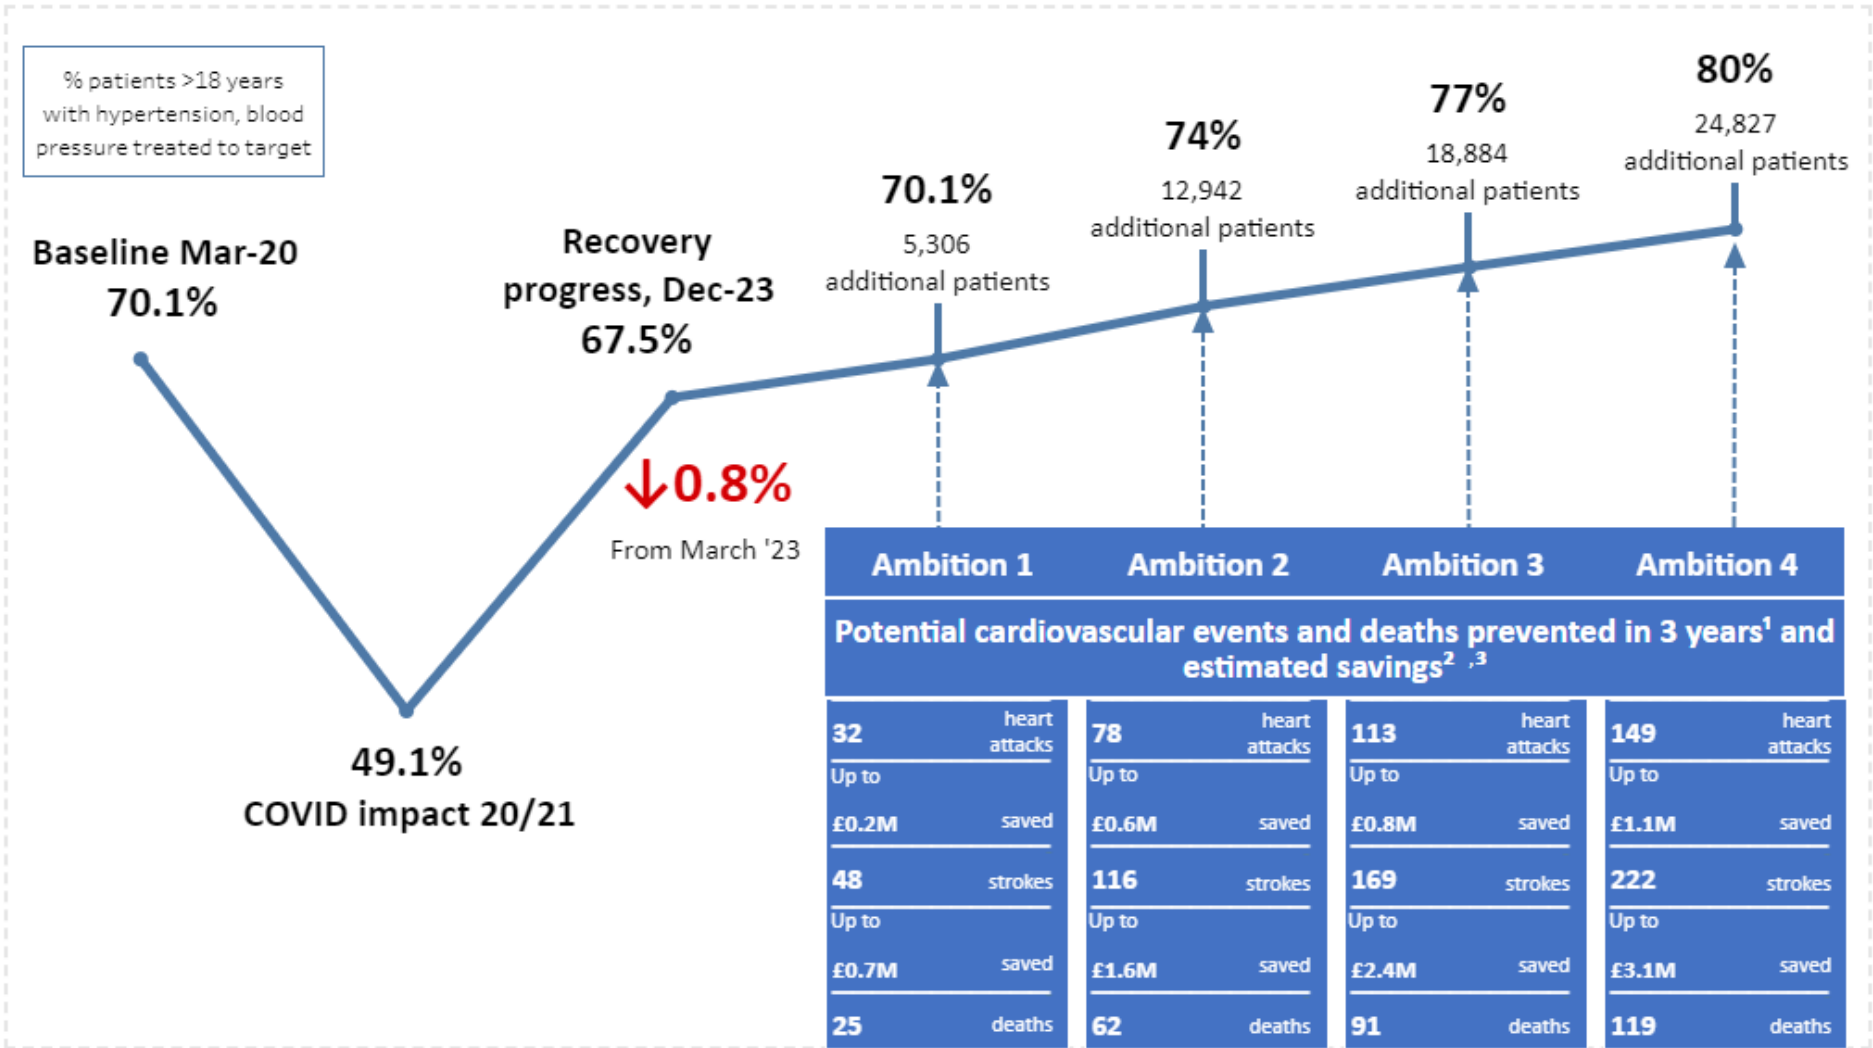 % patients >18 years
with hypertension, blood
pressure treated to target
Baseline Mar-20
70.1%
49.1%
COVID impact 20/21
Recovery
progress, Dec-23
67.5%
↓0.8%
From March '23
70.1%
5,306
additional patients
74%
12,942
additional patients
77%
18,884
additional patients
80%
24,827
additional patients
Ambition 1 Ambition 2 Ambition 3 Ambition 4
Potential cardiovascular events and deaths prevented in 3 years¹ and
estimated savings² ,³
32 heart attacks
Up to
£0.2M saved
48 strokes
Up to
£0.7M saved
25 deaths
78 heart attacks
Up to
£0.6M saved
116 strokes
Up to
£1.6M saved
62 deaths
113 heart attacks
Up to
£0.8M saved
169 strokes
Up to
£2.4M saved
91 deaths
149 heart attacks
Up to
£1.1M saved
222 strokes
Up to
£3.1M saved
119 deaths